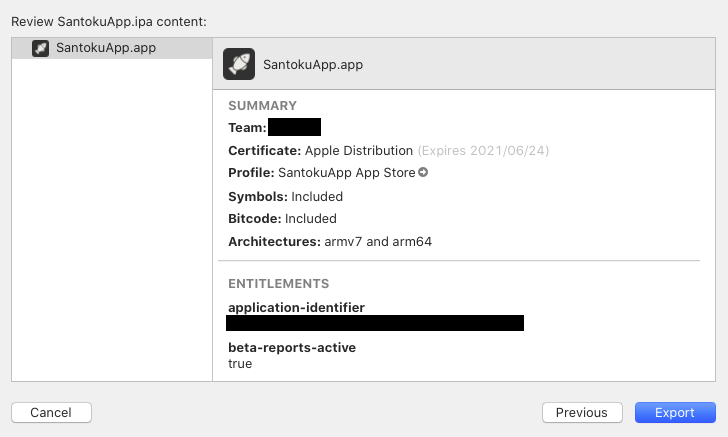 Review SantokuApp.ipa content:
SantokuApp.app
SantokuApp.app
SUMMARY
Team:
Certificate: Apple Distribution (Expires 2021/06/24)
Profile: SantokuApp App Store
Symbols: Included
Bitcode: Included
Architectures: armv7 and arm64
ENTITLEMENTS
application-identifier
beta-reports-active
true
Cancel
Previous
Export